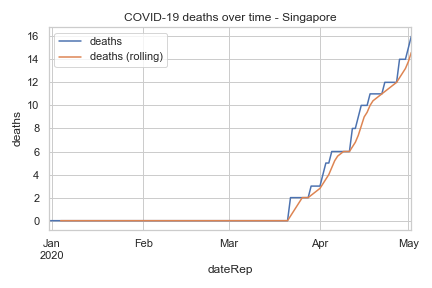 COVID-19 deaths over time - Singapore
deaths
deaths (rolling)
16
14
12
10
8
6
4
2
0
deaths
Jan Feb Mar Apr May
2020
dateRep